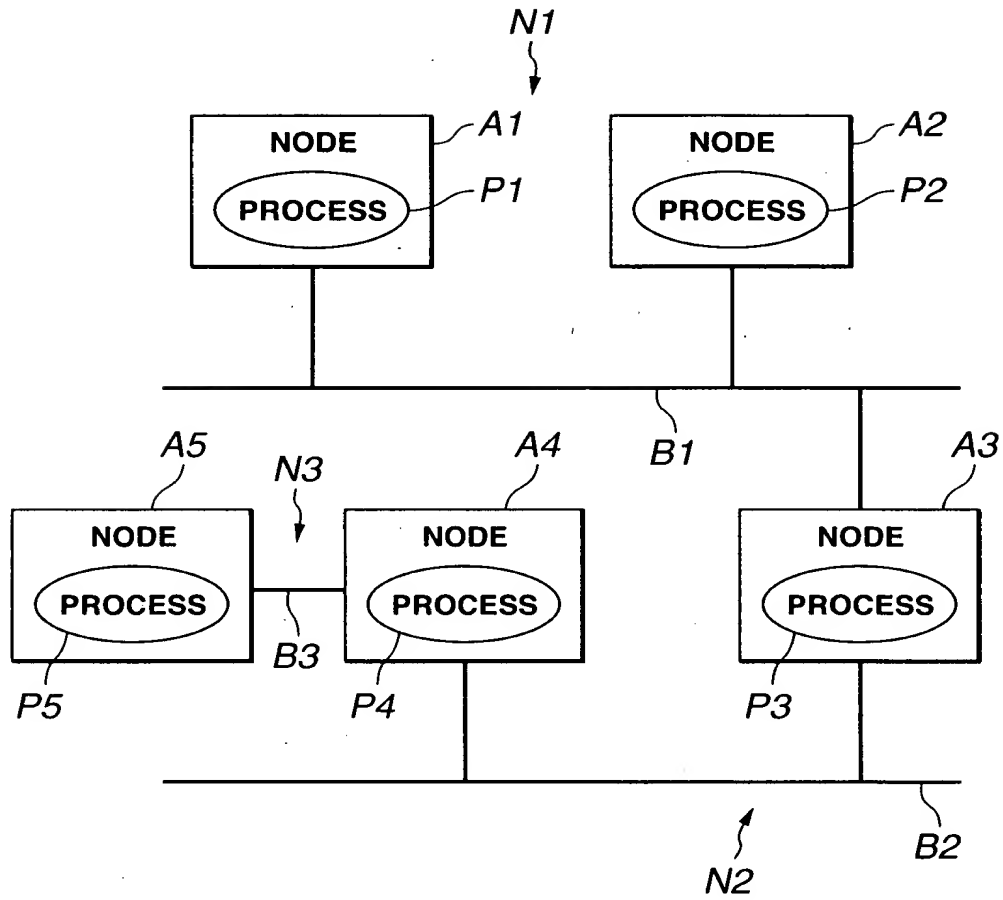 N1
NODE
A1
PROCESS
P1
NODE
A2
PROCESS
P2
B1
A5
N3
A4
A3
NODE
PROCESS
B3
P5
NODE
PROCESS
P4
NODE
PROCESS
P3
B2
N2